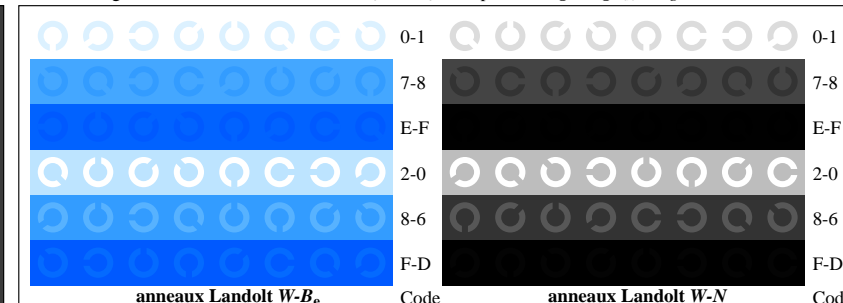 0-1 0-1
7-8 7-8
E-F E-F
2-0 2-0
8-6 8-6
F-D F-D
anneaux Landolt W-Be Code anneaux Landolt W-N